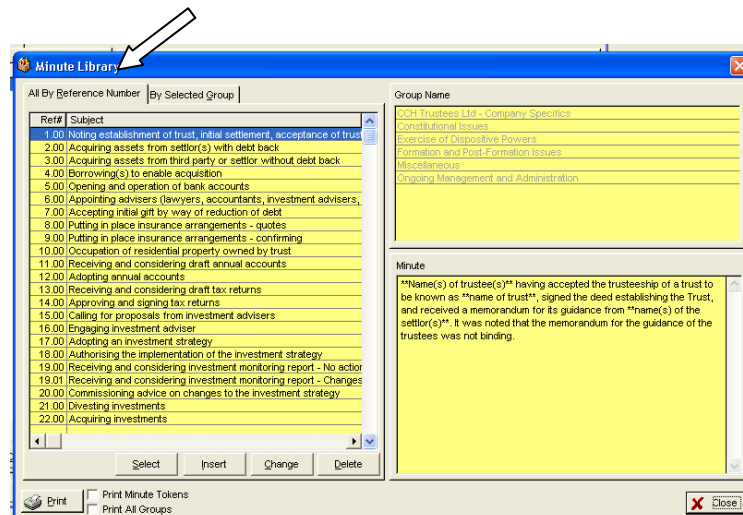 Minute Library
All By Reference Number
By Selected Group
Ref# Subject
1.00 Noting establishment of trust, initial settlement, acceptance of trust
2.00 Acquiring assets from settlor(s) with debt back
3.00 Acquiring assets from third party or settlor without debt back
4.00 Borrowing(s) to enable acquisition
5.00 Opening and operation of bank accounts
6.00 Appointing advisers (lawyers, accountants, investment advisers,
7.00 Accepting initial gift by way of reduction of debt
8.00 Putting in place insurance arrangements - quotes
9.00 Putting in place insurance arrangements - confirming
10.00 Occupation of residential property owned by trust
11.00 Receiving and considering draft annual accounts
12.00 Adopting annual accounts
13.00 Receiving and considering draft tax returns
14.00 Approving and signing tax returns
15.00 Calling for proposals from investment advisers
16.00 Engaging investment adviser
17.00 Adopting an investment strategy
18.00 Authorising the implementation of the investment strategy
19.00 Receiving and considering investment monitoring report - No action
19.01 Receiving and considering investment monitoring report - Changes
20.00 Commissioning advice on changes to the investment strategy
21.00 Divesting investments
22.00 Acquiring investments
Select
Insert
Change
Delete
Print
Print Minute Tokens
Print All Groups
Group Name
CCH Trustees Ltd - Company Specifics
Constitutional Issues
Exercise of Dispositive Powers
Formation and Post-Formation Issues
Miscellaneous
Ongoing Management and Administration
Minute
**Name(s) of trustee(s)** having accepted the trusteeship of a trust to
be known as **name of trust**, signed the deed establishing the Trust,
and received a memorandum for its guidance from **name(s) of the
settlor(s)**. It was noted that the memorandum for the guidance of the
trustees was not binding.
Close